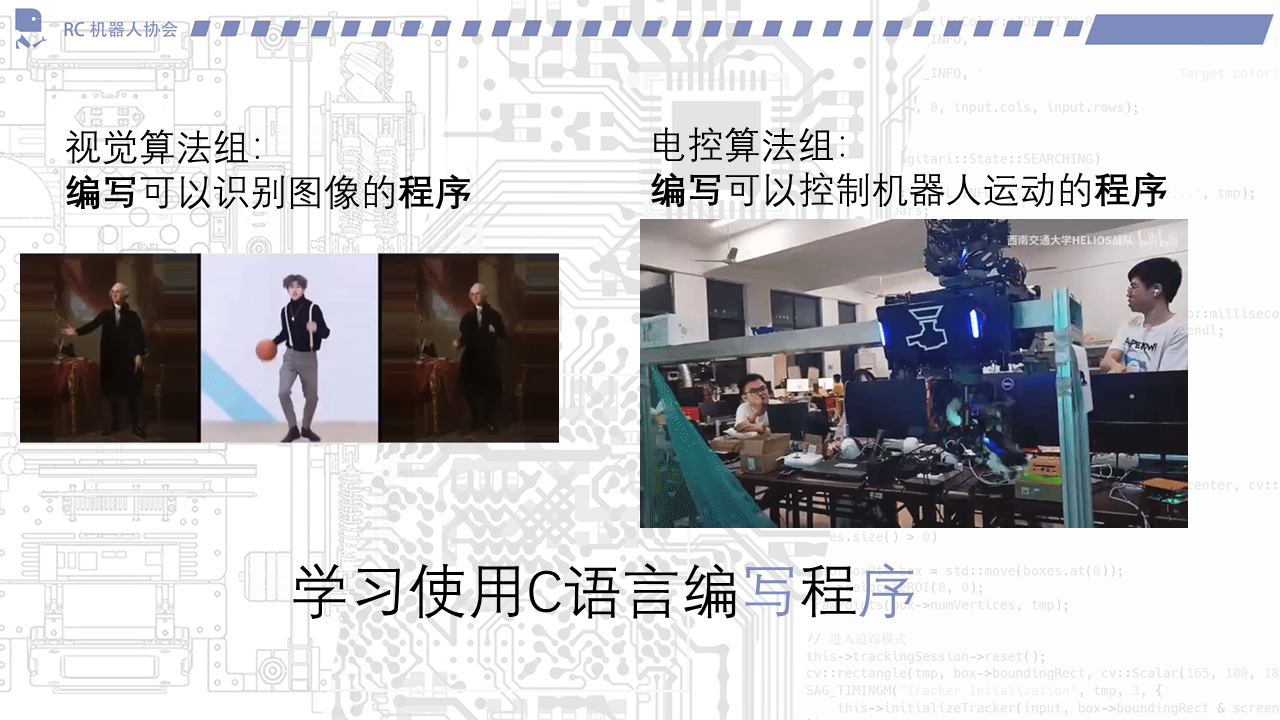 RC 机器人协会
视觉算法组：
编写可以识别图像的程序
电控算法组：
编写可以控制机器人运动的程序
西南交通大学HELIOS战队 bilibili
学习使用C语言编写程序
_INFO,
_INFO, "
Target color:
0, input.cols, input.rows);
gitari::State::SEARCHING)
", tmp);
o::milliseco
endl;
center, cv::
es.size() > 0)
box = std::move(boxes.at(0));
ROI(0, 0);
ts(box->numVertices, tmp);
// 进入追踪模式
this->trackingSession->reset();
cv::rectangle(tmp, box->boundingRect, cv::Scalar(165, 100, 18
SAG_TIMINGM("Tracker Intialization", tmp, 3, {
this->initializeTracker(input, box->boundingRect & screen